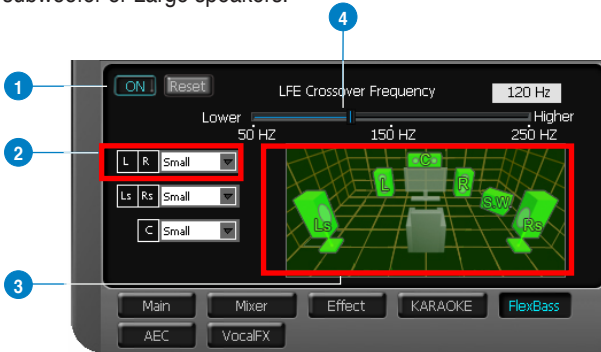 subwoofer or Large speakers.
4
1
ON Reset
LFE Crossover Frequency 120 Hz
Lower Higher
50 HZ 150 HZ 250 HZ
2
L R Small
Ls Rs Small
C Small
C
L R
S.W.
Ls Rs
3
Main Mixer Effect KARAOKE FlexBass
AEC VocalFX